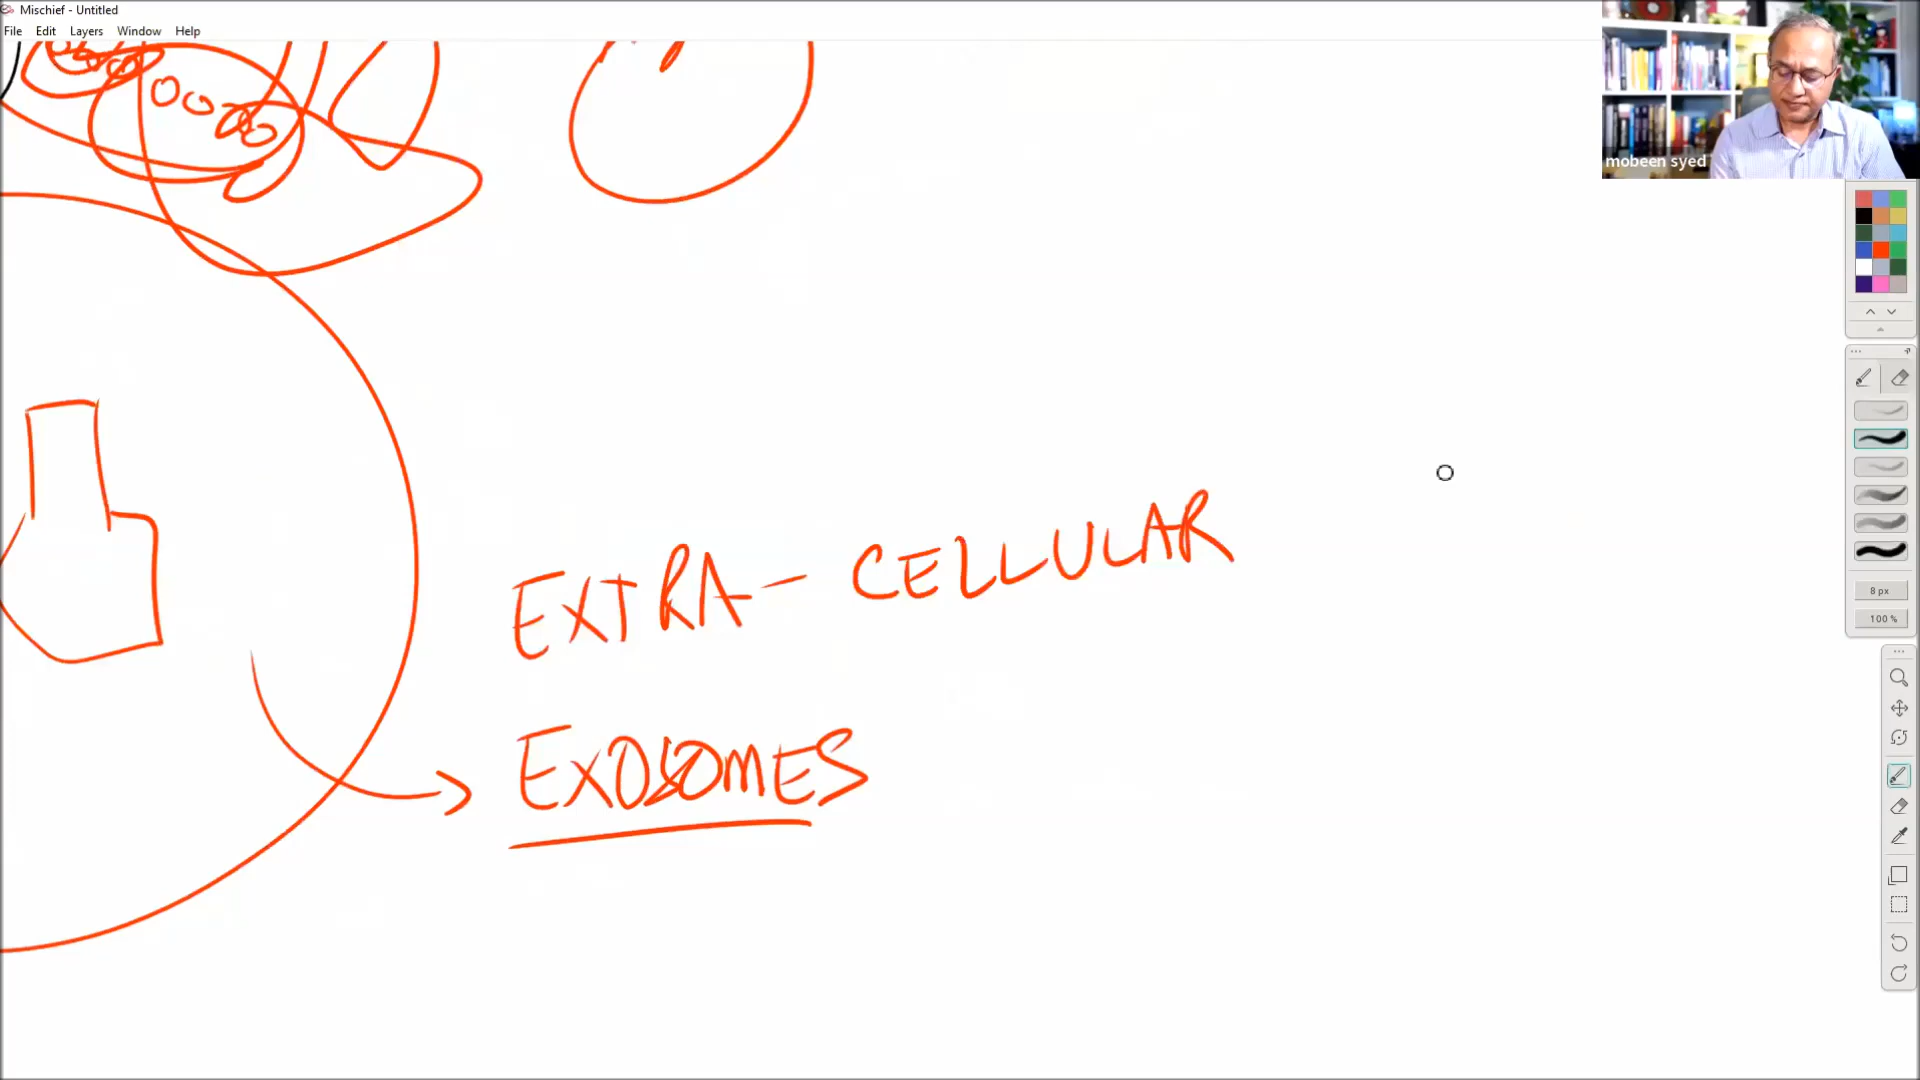 Mischief - Untitled
File Edit Layers Window Help
mobeen syed
EXTRA - CELLULAR
EXOSOMES
8 px
100 %